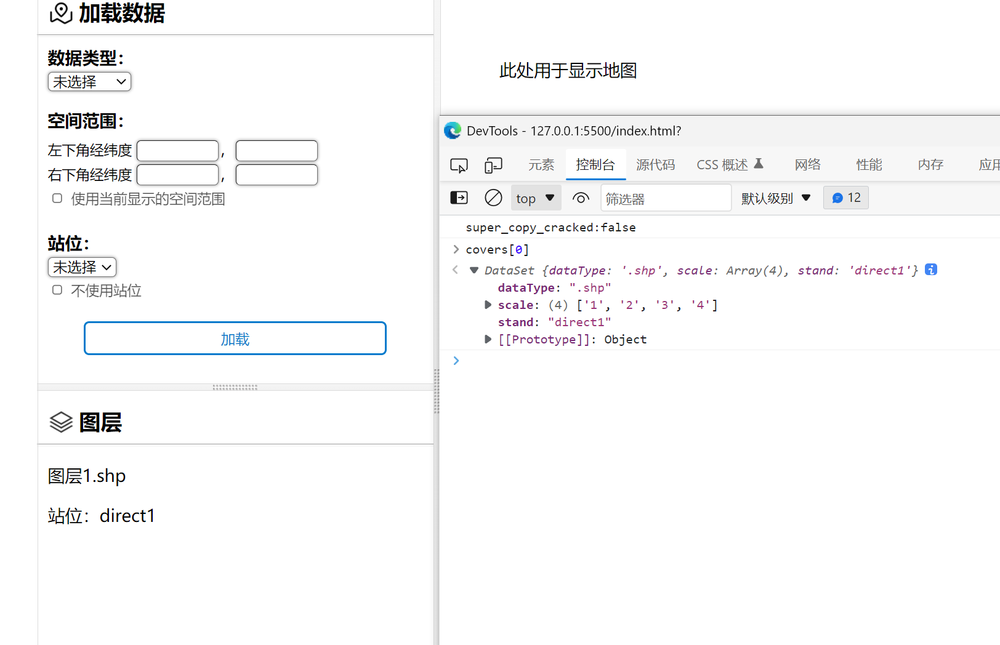 加载数据
数据类型：
未选择
空间范围：
左下角经纬度 ，
右下角经纬度 ，
使用当前显示的空间范围
站位：
未选择
不使用站位
加载
图层
图层1.shp
站位：direct1
此处用于显示地图
DevTools - 127.0.0.1:5500/index.html?
元素 控制台 源代码 CSS 概述 网络 性能 内存 应用
top 筛选器 默认级别 12
super_copy_cracked:false
covers[0]
DataSet {dataType: '.shp', scale: Array(4), stand: 'direct1'}
dataType: ".shp"
scale: (4) ['1', '2', '3', '4']
stand: "direct1"
[[Prototype]]: Object